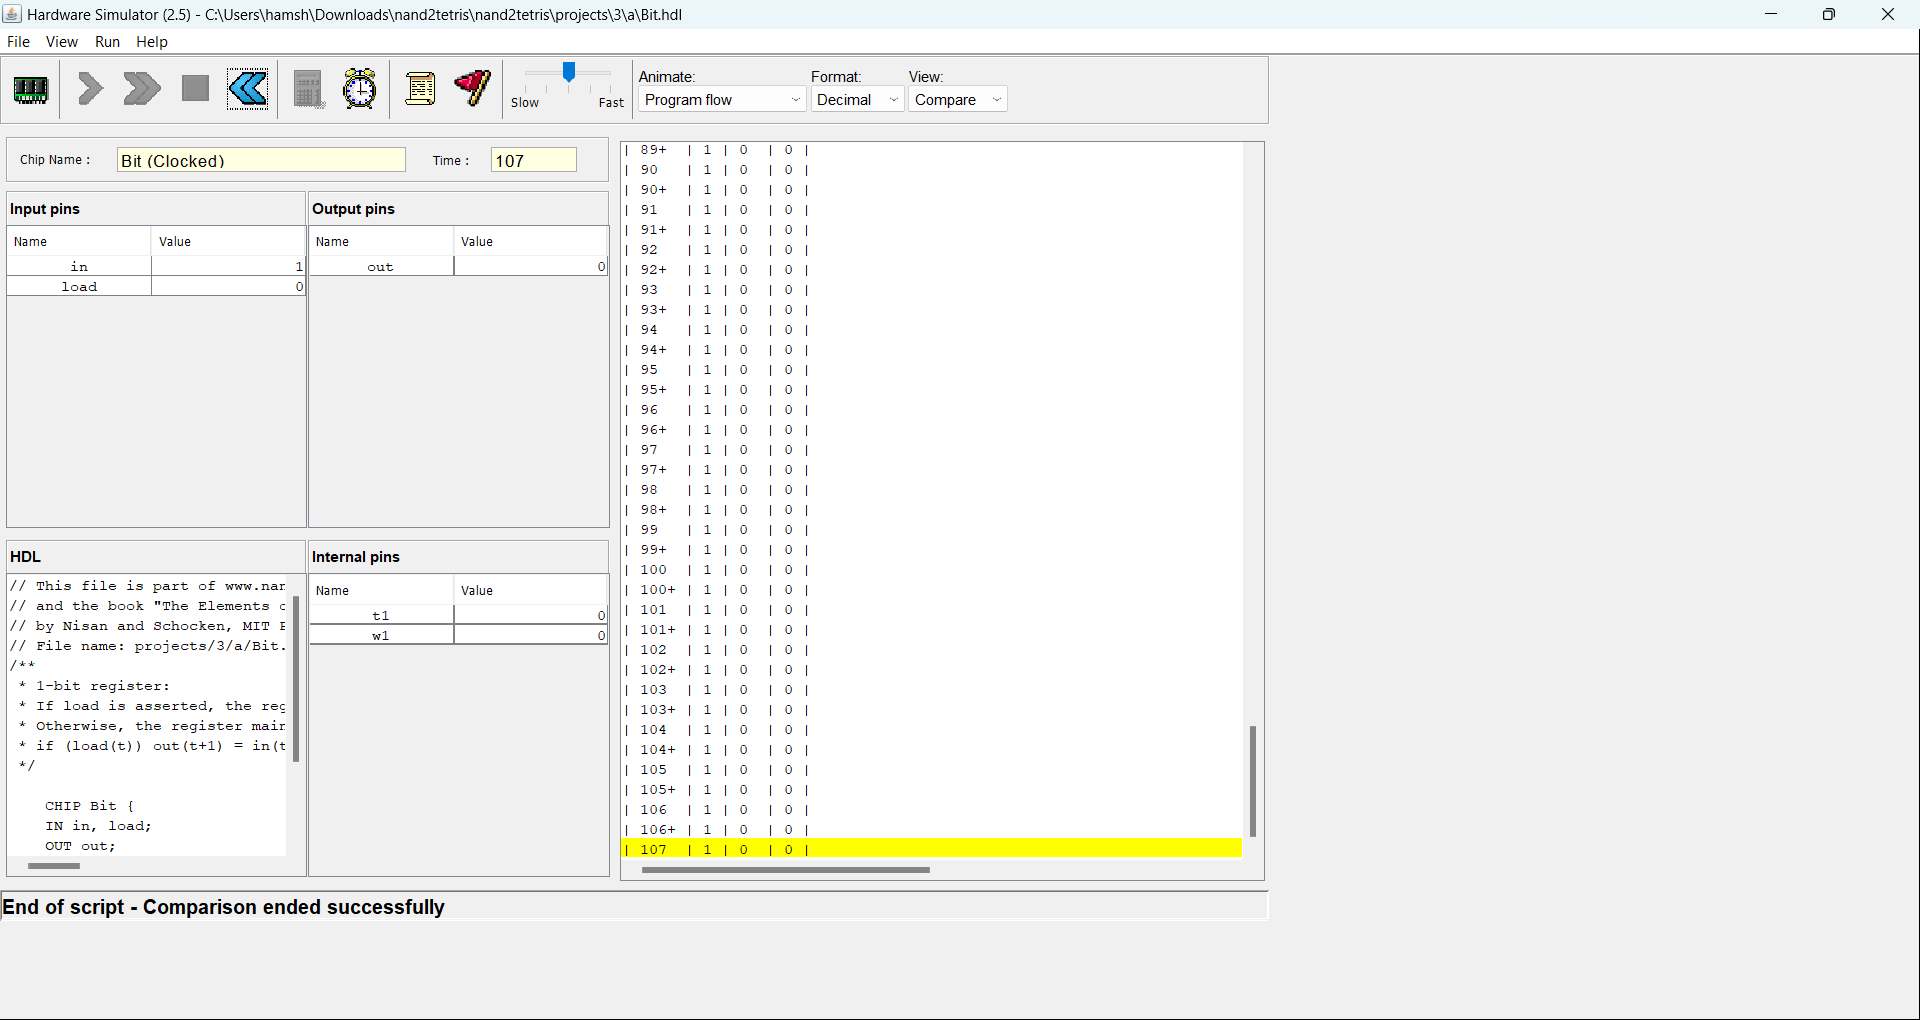 Hardware Simulator (2.5) - C:\Users\hamsh\Downloads\nand2tetris\nand2tetris\projects\3\a\Bit.hdl
File View Run Help
Slow Fast
Animate: Format: View:
Program flow Decimal Compare
Chip Name : Bit (Clocked) Time : 107
Input pins
Name Value
in 1
load 0
Output pins
Name Value
out 0
HDL
// This file is part of www.nan
// and the book "The Elements
// by Nisan and Schocken, MIT
// File name: projects/3/a/Bit.
/**
* 1-bit register:
* If load is asserted, the reg
* Otherwise, the register main
* if (load(t)) out(t+1) = in(t
*/
CHIP Bit {
IN in, load;
OUT out;
Internal pins
Name Value
t1 0
w1 0
| 89+ | 1 | 0 | 0 |
| 90 | 1 | 0 | 0 |
| 90+ | 1 | 0 | 0 |
| 91 | 1 | 0 | 0 |
| 91+ | 1 | 0 | 0 |
| 92 | 1 | 0 | 0 |
| 92+ | 1 | 0 | 0 |
| 93 | 1 | 0 | 0 |
| 93+ | 1 | 0 | 0 |
| 94 | 1 | 0 | 0 |
| 94+ | 1 | 0 | 0 |
| 95 | 1 | 0 | 0 |
| 95+ | 1 | 0 | 0 |
| 96 | 1 | 0 | 0 |
| 96+ | 1 | 0 | 0 |
| 97 | 1 | 0 | 0 |
| 97+ | 1 | 0 | 0 |
| 98 | 1 | 0 | 0 |
| 98+ | 1 | 0 | 0 |
| 99 | 1 | 0 | 0 |
| 99+ | 1 | 0 | 0 |
| 100 | 1 | 0 | 0 |
| 100+ | 1 | 0 | 0 |
| 101 | 1 | 0 | 0 |
| 101+ | 1 | 0 | 0 |
| 102 | 1 | 0 | 0 |
| 102+ | 1 | 0 | 0 |
| 103 | 1 | 0 | 0 |
| 103+ | 1 | 0 | 0 |
| 104 | 1 | 0 | 0 |
| 104+ | 1 | 0 | 0 |
| 105 | 1 | 0 | 0 |
| 105+ | 1 | 0 | 0 |
| 106 | 1 | 0 | 0 |
| 106+ | 1 | 0 | 0 |
| 107 | 1 | 0 | 0 |
End of script - Comparison ended successfully